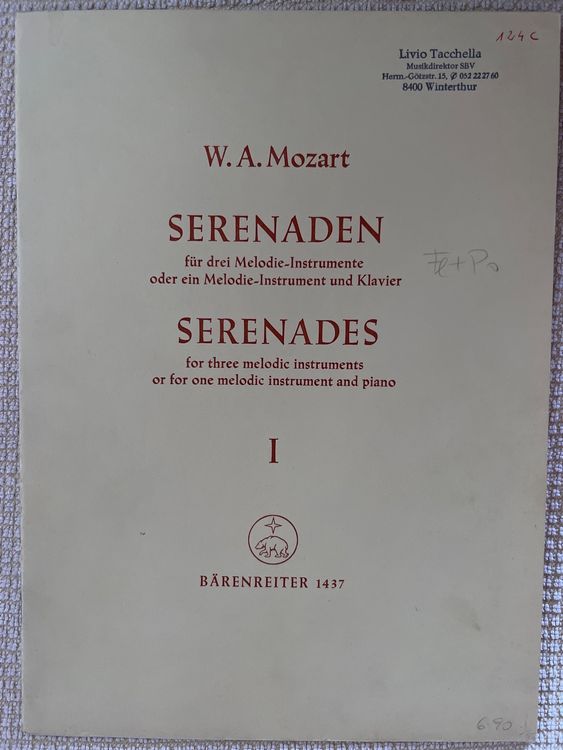 124 C
Livio Tacchella
Musikdirektor SBV
Herm.-Götzstr. 15, ✆ 052 222 27 60
8400 Winterthur
W. A. Mozart
SERENADEN
für drei Melodie-Instrumente
oder ein Melodie-Instrument und Klavier
Fl + Po
SERENADES
for three melodic instruments
or for one melodic instrument and piano
I
BÄRENREITER 1437
6.90